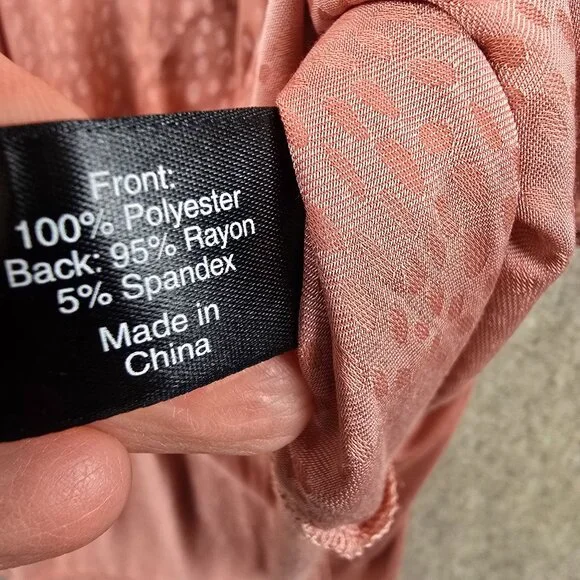 Front:
100% Polyester
Back: 95% Rayon
5% Spandex
Made in
China